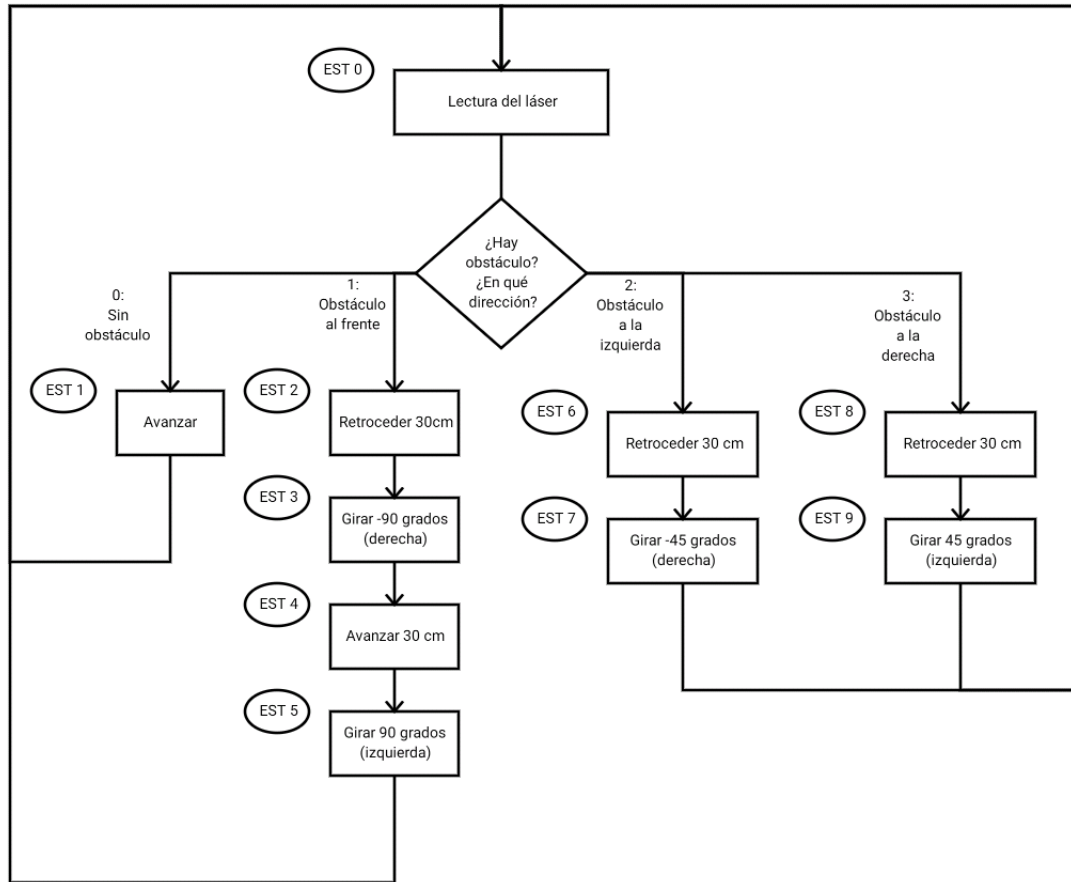 EST 0
Lectura del láser
¿Hay
obstáculo?
¿En qué
dirección?
0:
Sin
obstáculo
1:
Obstáculo
al frente
2:
Obstáculo
a la
izquierda
3:
Obstáculo
a la
derecha
EST 1
Avanzar
EST 2
Retroceder 30cm
EST 3
Girar -90 grados
(derecha)
EST 4
Avanzar 30 cm
EST 5
Girar 90 grados
(izquierda)
EST 6
Retroceder 30 cm
EST 7
Girar -45 grados
(derecha)
EST 8
Retroceder 30 cm
EST 9
Girar 45 grados
(izquierda)